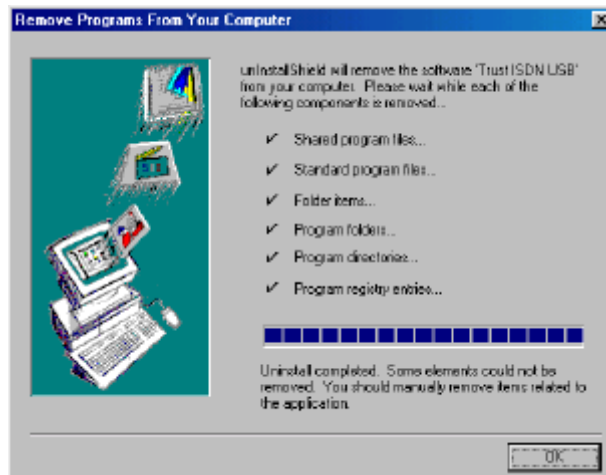 Remove Programs From Your Computer
unInstallShield will remove the software 'Trust ISDN USB'
from your computer. Please wait while each of the
following components is removed...
✔ Shared program files...
✔ Standard program files...
✔ Folder items...
✔ Program folders...
✔ Program directories...
✔ Program registry entries...
Uninstall completed. Some elements could not be
removed. You should manually remove items related to
the application.
OK